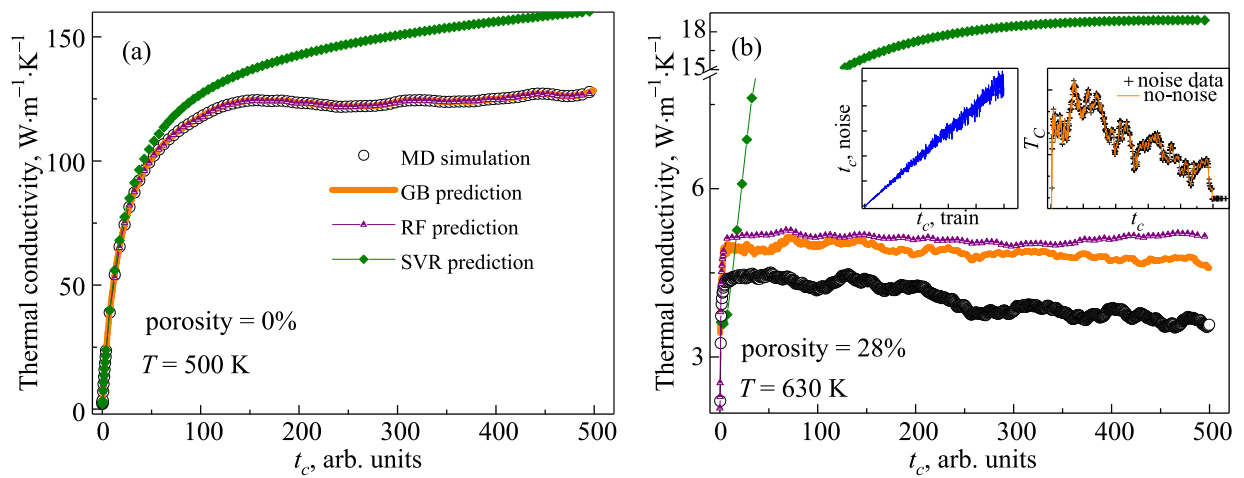 (a)
Thermal conductivity, W·m⁻¹·K⁻¹
150
100
50
0
MD simulation
GB prediction
RF prediction
SVR prediction
porosity = 0%
T = 500 K
0 100 200 300 400 500
t_c, arb. units
(b)
Thermal conductivity, W·m⁻¹·K⁻¹
18
15
6
3
t_c, noise
t_c, train
+ noise data
no-noise
T_C
t_c
porosity = 28%
T = 630 K
0 100 200 300 400 500
t_c, arb. units